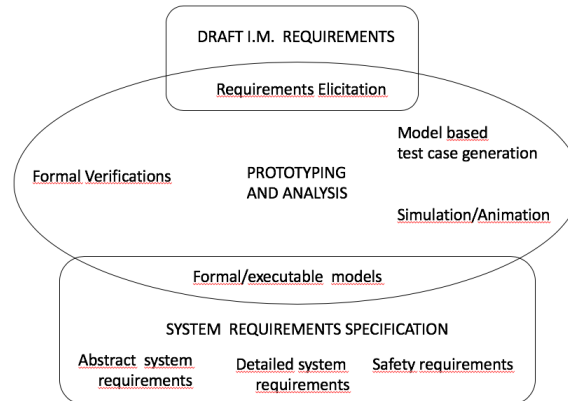 DRAFT I.M. REQUIREMENTS
Requirements Elicitation
Model based
test case generation
Formal Verifications
PROTOTYPING
AND ANALYSIS
Simulation/Animation
Formal/executable models
SYSTEM REQUIREMENTS SPECIFICATION
Abstract system
requirements
Detailed system
requirements
Safety requirements